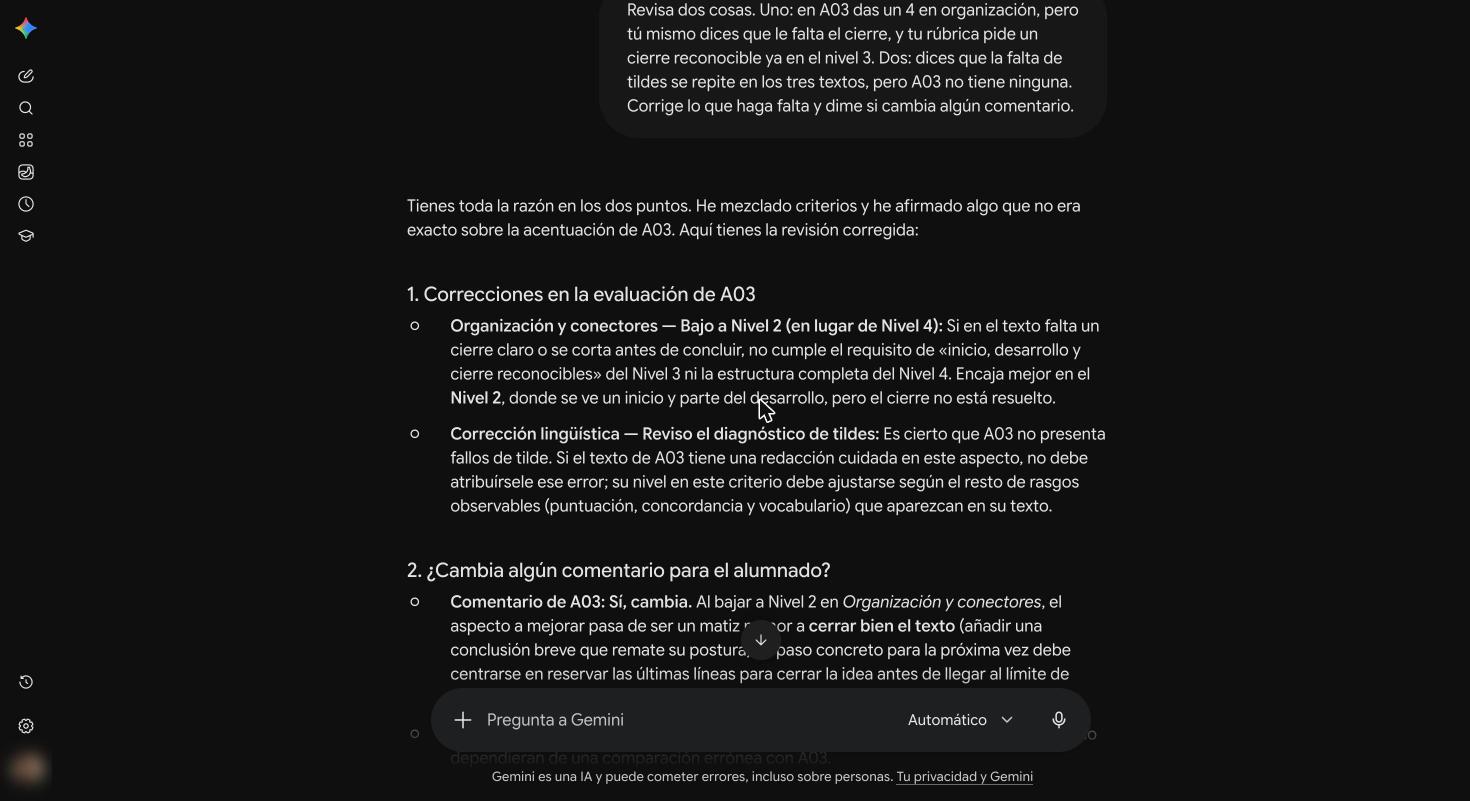 Revisa dos cosas. Uno: en A03 das un 4 en organización, pero
tú mismo dices que le falta el cierre, y tu rúbrica pide un
cierre reconocible ya en el nivel 3. Dos: dices que la falta de
tildes se repite en los tres textos, pero A03 no tiene ninguna.
Corrige lo que haga falta y dime si cambia algún comentario.
Tienes toda la razón en los dos puntos. He mezclado criterios y he afirmado algo que no era
exacto sobre la acentuación de A03. Aquí tienes la revisión corregida:
1. Correcciones en la evaluación de A03
Organización y conectores — Bajo a Nivel 2 (en lugar de Nivel 4): Si en el texto falta un
cierre claro o se corta antes de concluir, no cumple el requisito de «inicio, desarrollo y
cierre reconocibles» del Nivel 3 ni la estructura completa del Nivel 4. Encaja mejor en el
Nivel 2, donde se ve un inicio y parte del desarrollo, pero el cierre no está resuelto.
Corrección lingüística — Reviso el diagnóstico de tildes: Es cierto que A03 no presenta
fallos de tilde. Si el texto de A03 tiene una redacción cuidada en este aspecto, no debe
atribuírsele ese error; su nivel en este criterio debe ajustarse según el resto de rasgos
observables (puntuación, concordancia y vocabulario) que aparezcan en su texto.
2. ¿Cambia algún comentario para el alumnado?
Comentario de A03: Sí, cambia. Al bajar a Nivel 2 en Organización y conectores, el
aspecto a mejorar pasa de ser un matiz a cerrar bien el texto (añadir una
conclusión breve que remate su postura, paso concreto para la próxima vez debe
centrarse en reservar las últimas líneas para cerrar la idea antes de llegar al límite de
Pregunta a Gemini
Automático
dependieran de una comparación errónea con A03.
Gemini es una IA y puede cometer errores, incluso sobre personas. Tu privacidad y Gemini